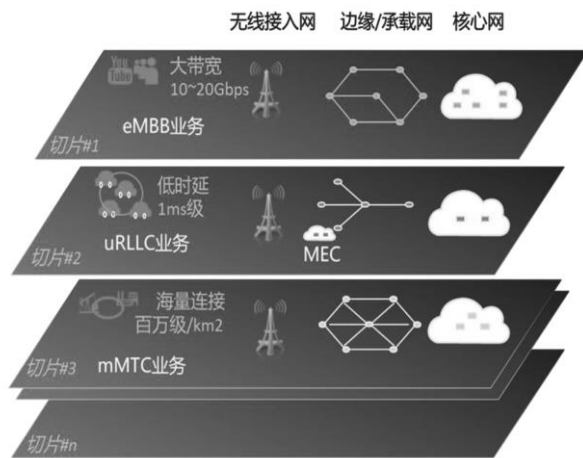 无线接入网 边缘/承载网 核心网
You
Tube
大带宽
10~20Gbps
eMBB业务
切片#1
低时延
1ms级
uRLLC业务
MEC
切片#2
海量连接
百万级/km2
mMTC业务
切片#3
切片#n